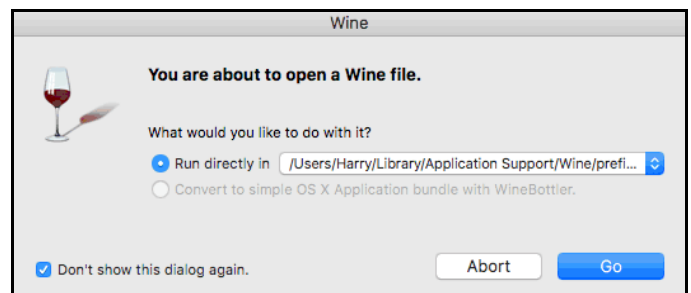 Wine
You are about to open a Wine file.
What would you like to do with it?
Run directly in /Users/Harry/Library/Application Support/Wine/prefi...
Convert to simple OS X Application bundle with WineBottler.
Don't show this dialog again.
Abort
Go